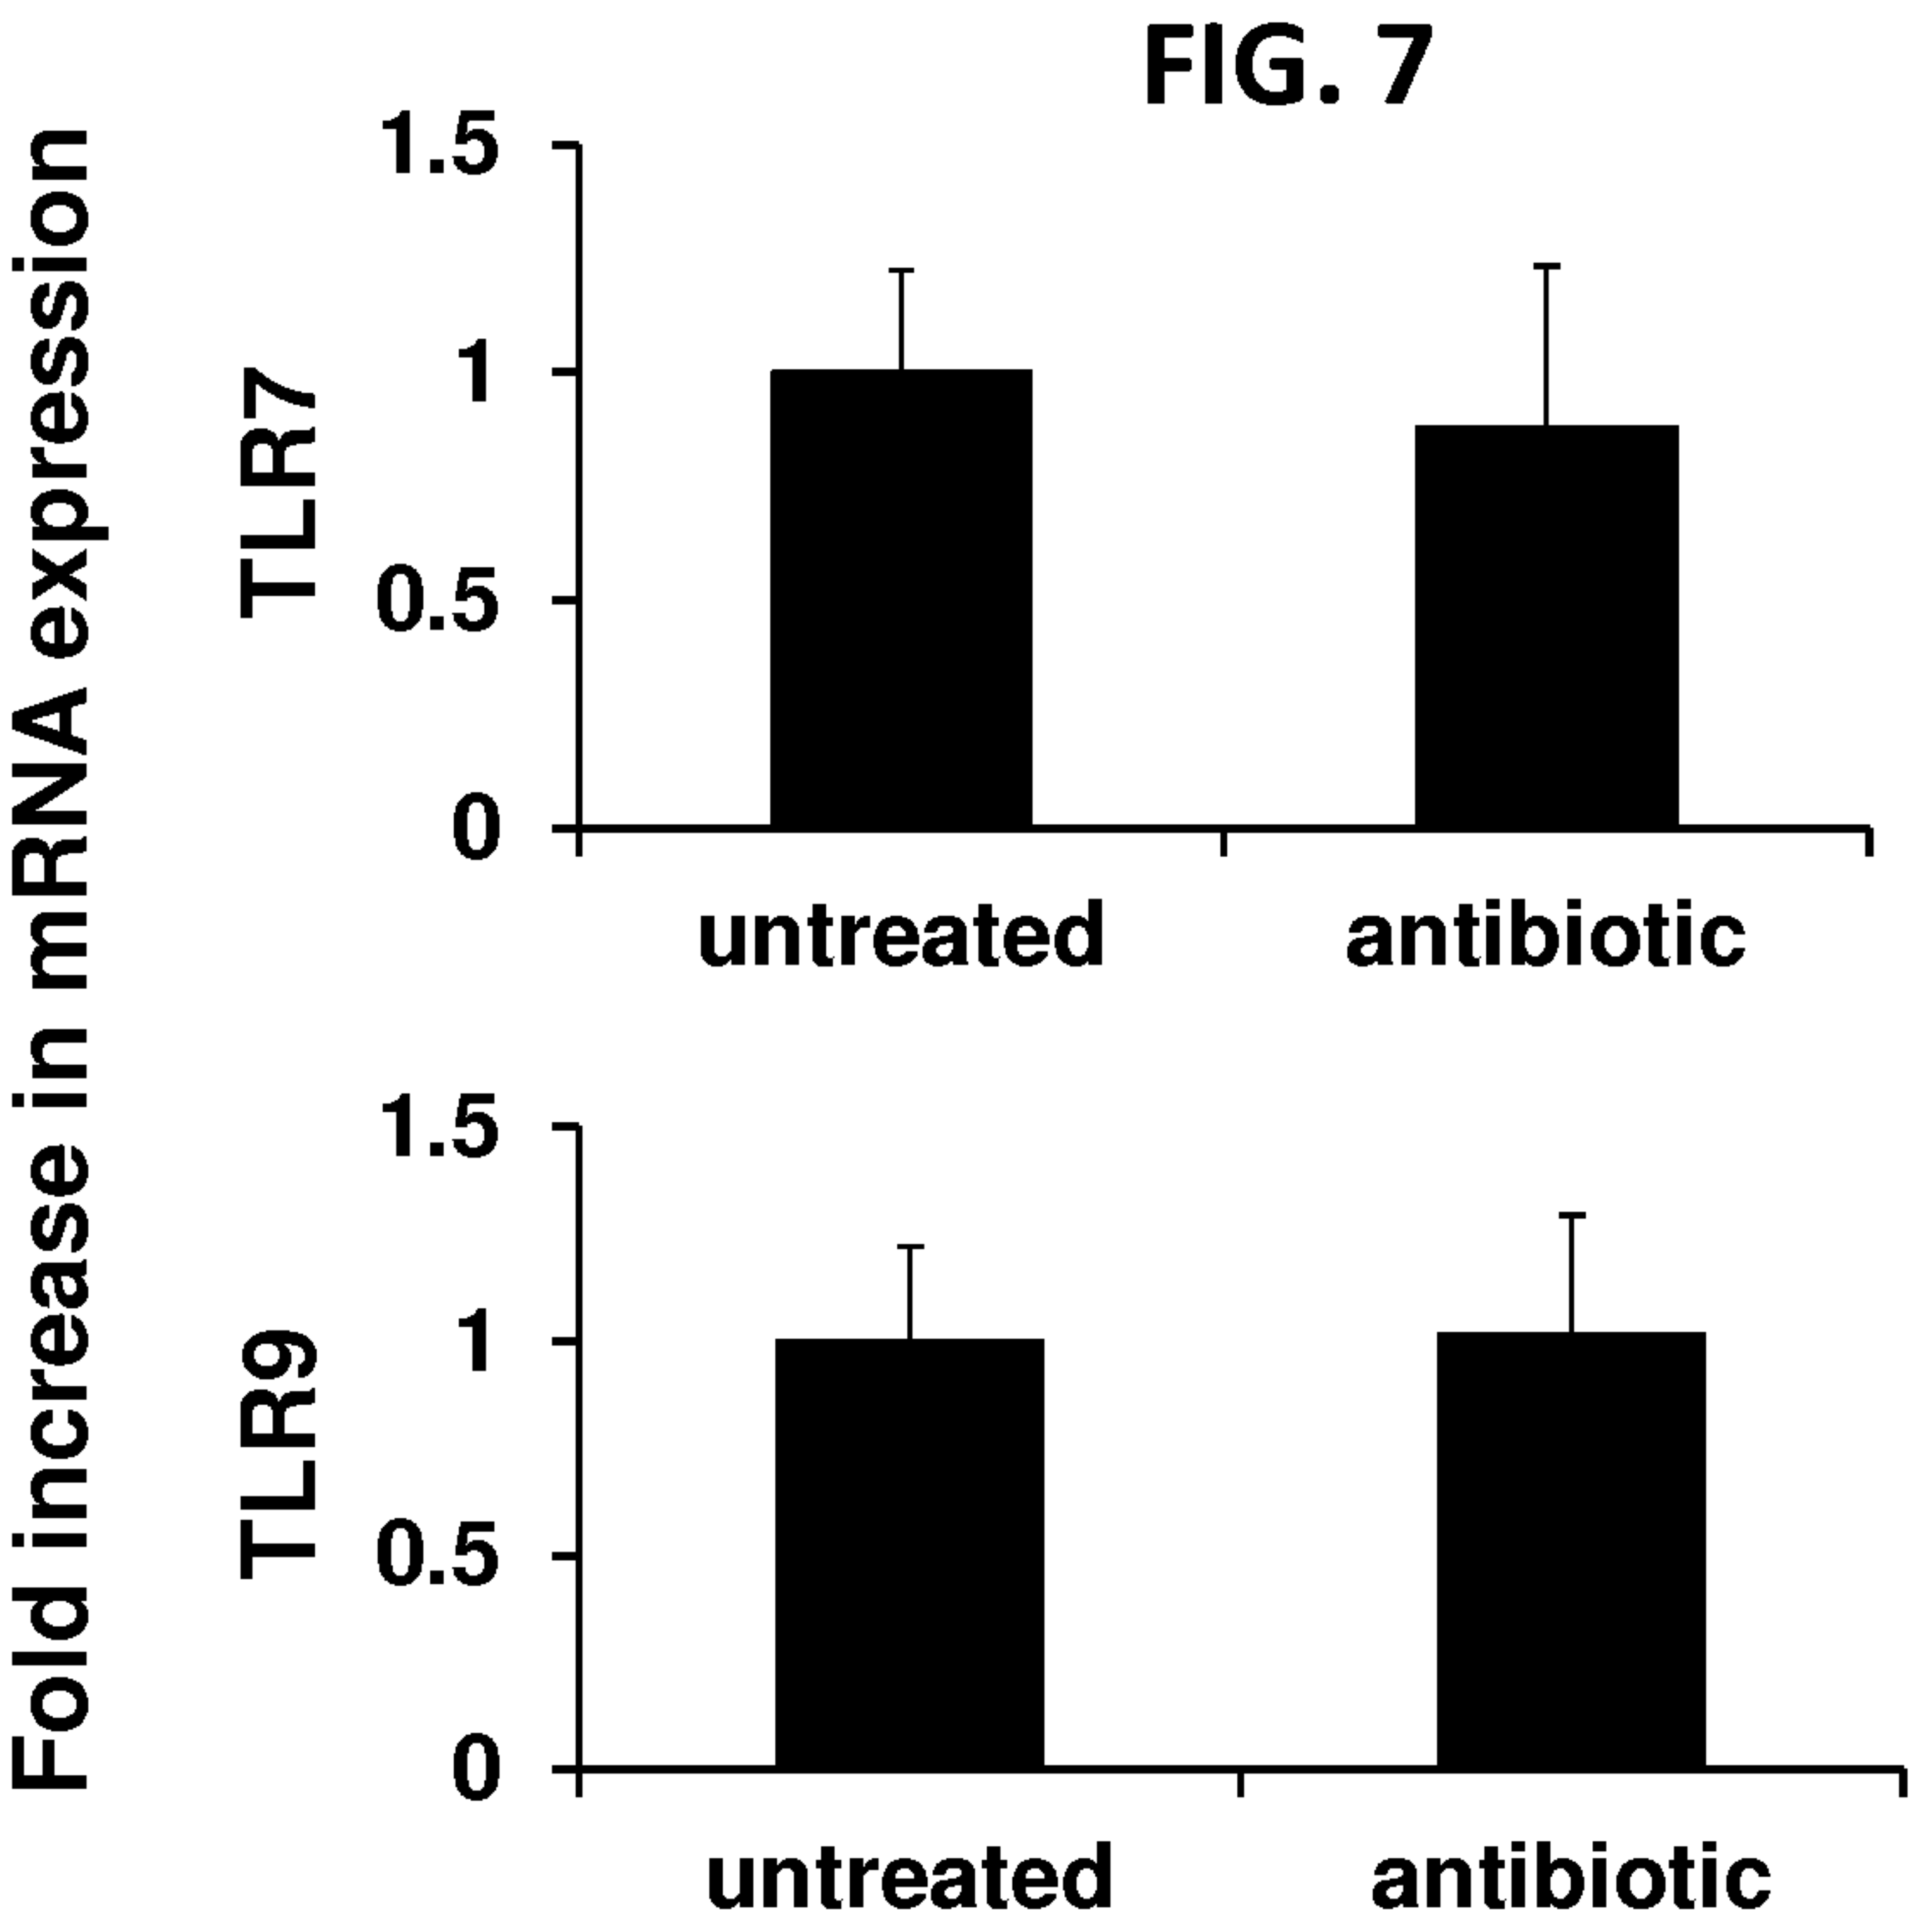 FIG. 7
Fold increase in mRNA expression
TLR7
1.5
1
0.5
0
untreated antibiotic
TLR9
1.5
1
0.5
0
untreated antibiotic